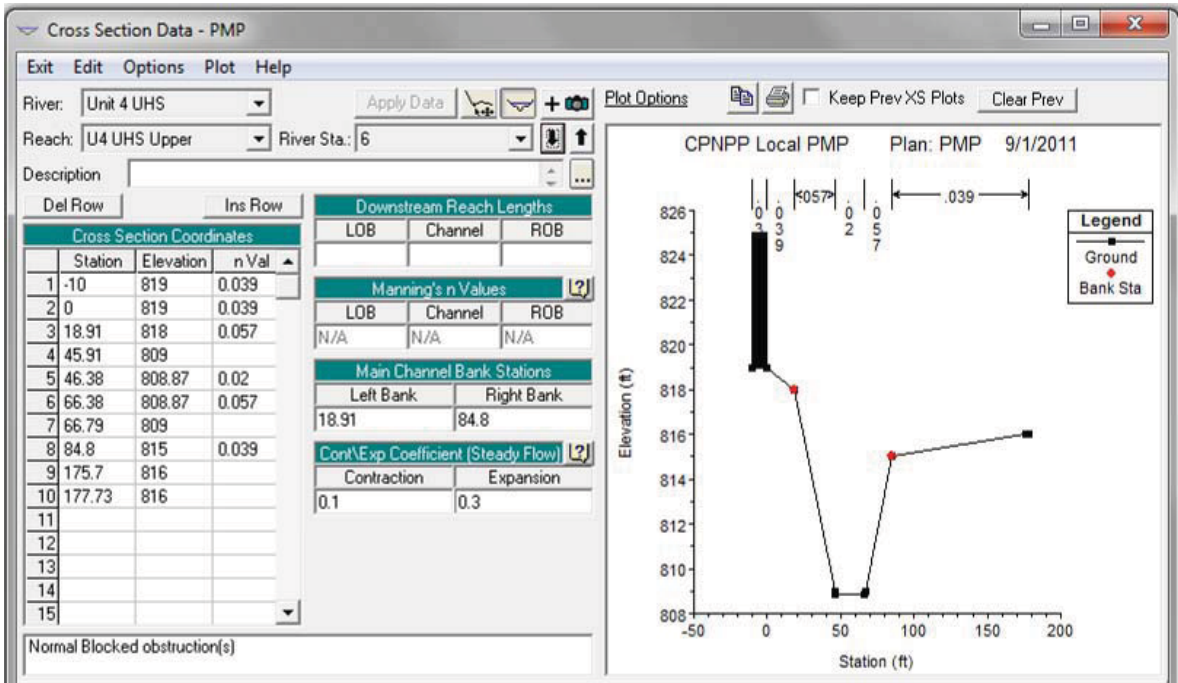 Cross Section Data - PMP
Exit Edit Options Plot Help
River: Unit 4 UHS
Apply Data
Reach: U4 UHS Upper River Sta.: 6
Description
...
Del Row Ins Row
Cross Section Coordinates
Station Elevation n Val
1 -10 819 0.039
2 0 819 0.039
3 18.91 818 0.057
4 45.91 809
5 46.38 808.87 0.02
6 66.38 808.87 0.057
7 66.79 809
8 84.8 815 0.039
9 175.7 816
10 177.73 816
11
12
13
14
15
Downstream Reach Lengths
LOB Channel ROB
Manning's n Values
LOB Channel ROB
N/A N/A N/A
Main Channel Bank Stations
Left Bank Right Bank
18.91 84.8
Cont\Exp Coefficient (Steady Flow)
Contraction Expansion
0.1 0.3
Normal Blocked obstruction(s)
Plot Options
Keep Prev XS Plots
Clear Prev
CPNPP Local PMP Plan: PMP 9/1/2011
.03 .039 .057 .02 .057 .039
Legend
Ground
Bank Sta
Elevation (ft)
826
824
822
820
818
816
814
812
810
808
-50 0 50 100 150 200
Station (ft)